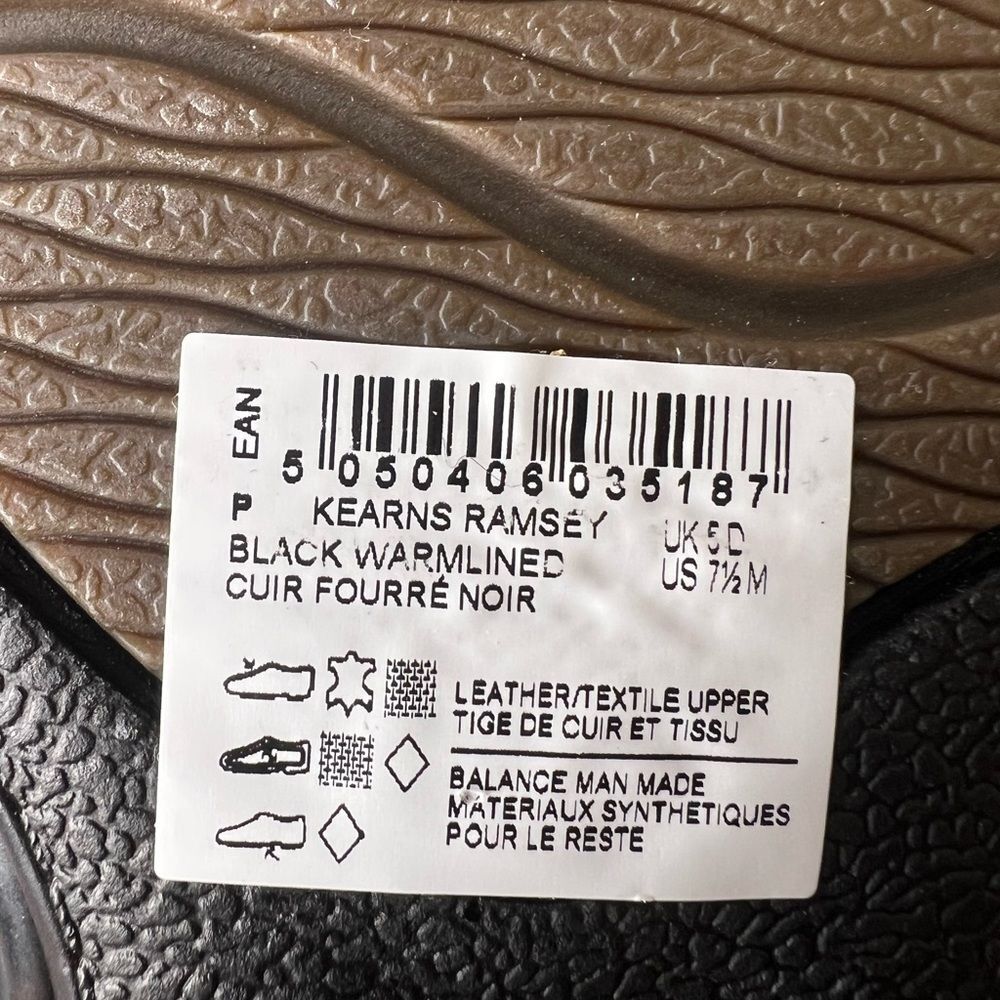 EAN
5 050406 035187
P KEARNS RAMSEY UK 5 D
BLACK WARMLINED US 7½ M
CUIR FOURRÉ NOIR
LEATHER/TEXTILE UPPER
TIGE DE CUIR ET TISSU
BALANCE MAN MADE
MATERIAUX SYNTHETIQUES
POUR LE RESTE